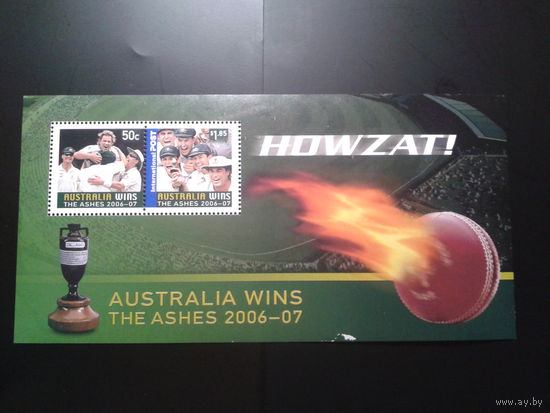 50c
International POST
$1.85
AUSTRALIA WINS
THE ASHES 2006–07
AUSTRALIA WINS
THE ASHES 2006–07
HOWZAT!
AUSTRALIA WINS
THE ASHES 2006–07
www.ay.by